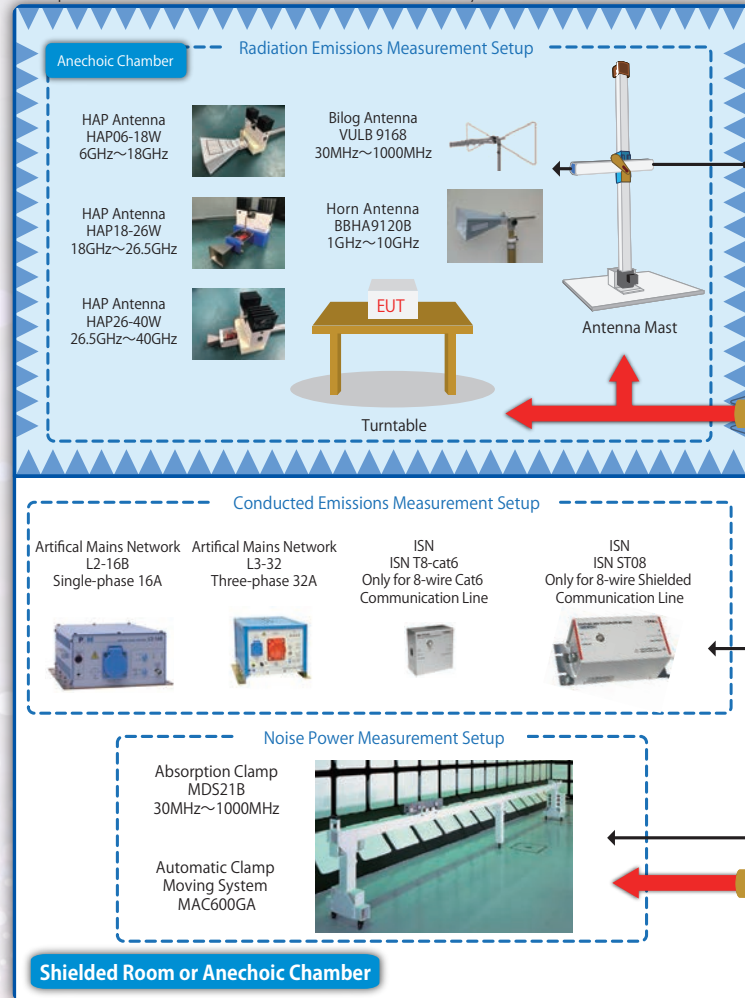 Radiation Emissions Measurement Setup
Anechoic Chamber
HAP Antenna
HAP06-18W
6GHz～18GHz
Bilog Antenna
VULB 9168
30MHz～1000MHz
HAP Antenna
HAP18-26W
18GHz～26.5GHz
Horn Antenna
BBHA9120B
1GHz～10GHz
HAP Antenna
HAP26-40W
26.5GHz～40GHz
EUT
Antenna Mast
Turntable
Conducted Emissions Measurement Setup
Artifical Mains Network
L2-16B
Single-phase 16A
Artifical Mains Network
L3-32
Three-phase 32A
ISN
ISN T8-cat6
Only for 8-wire Cat6
Communication Line
ISN
ISN ST08
Only for 8-wire Shielded
Communication Line
Noise Power Measurement Setup
Absorption Clamp
MDS21B
30MHz～1000MHz
Automatic Clamp
Moving System
MAC600GA
Shielded Room or Anechoic Chamber